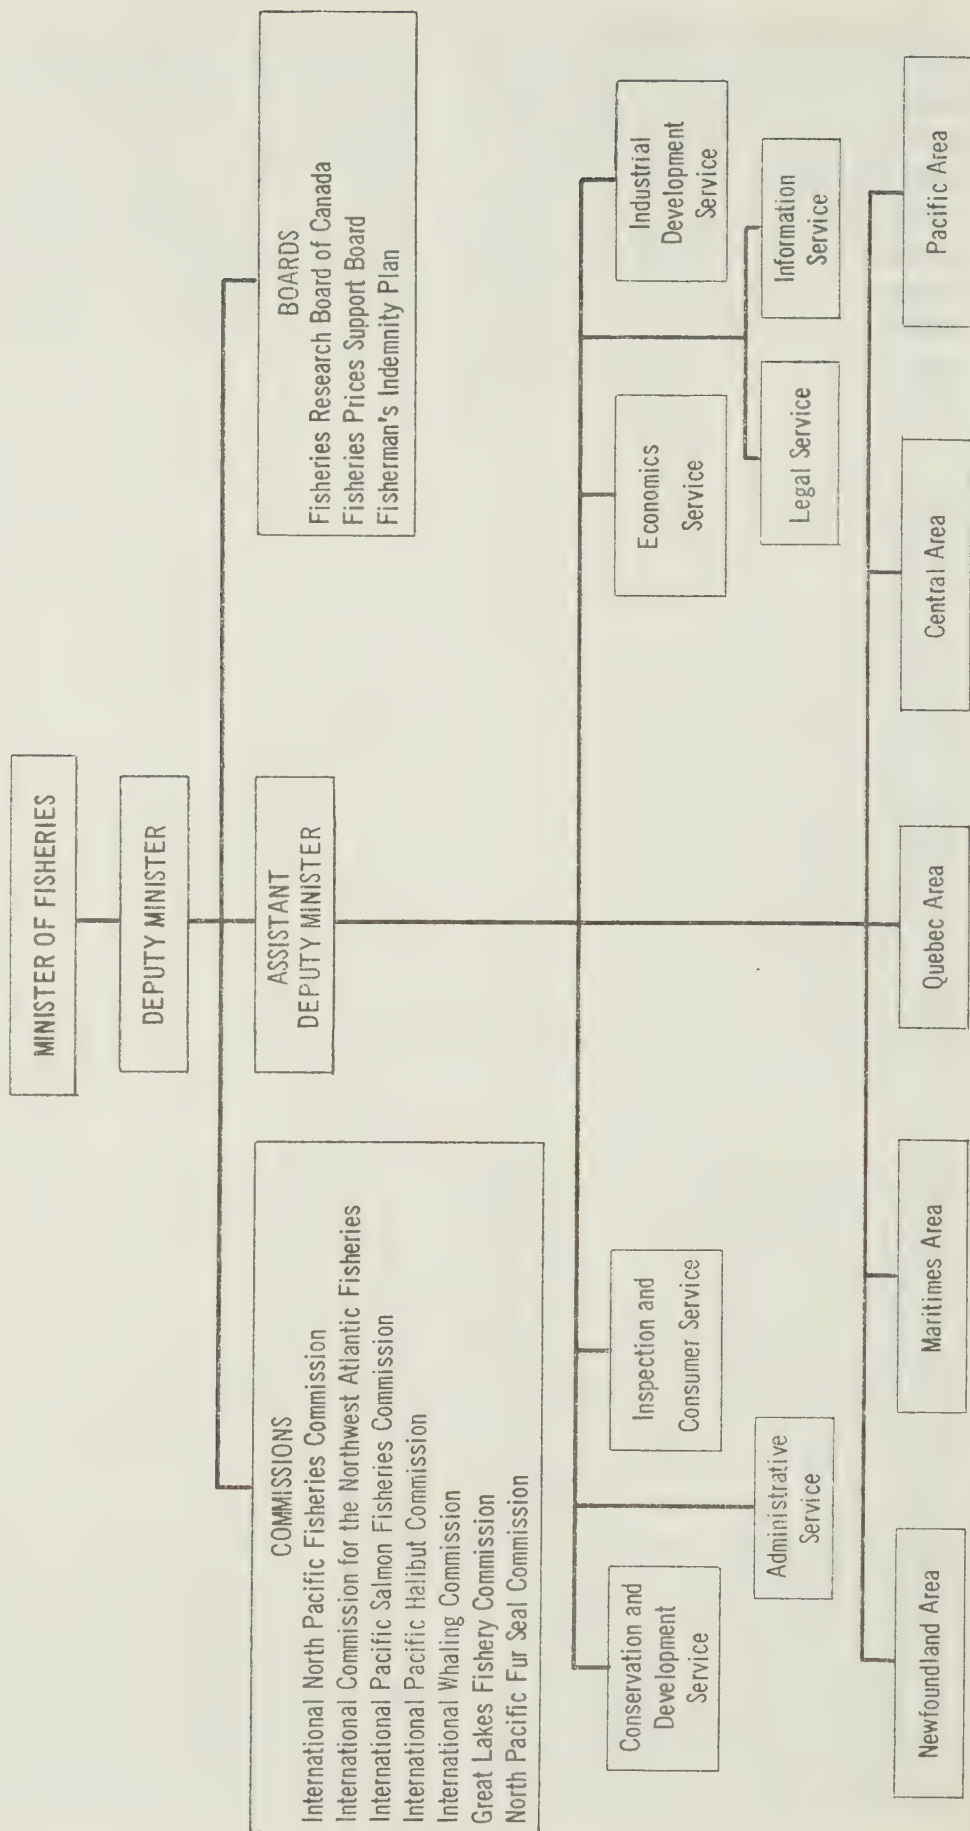 MINISTER OF FISHERIES
DEPUTY MINISTER
ASSISTANT
DEPUTY MINISTER
COMMISSIONS
International North Pacific Fisheries Commission
International Commission for the Northwest Atlantic Fisheries
International Pacific Salmon Fisheries Commission
International Pacific Halibut Commission
International Whaling Commission
Great Lakes Fishery Commission
North Pacific Fur Seal Commission
BOARDS
Fisheries Research Board of Canada
Fisheries Prices Support Board
Fisherman's Indemnity Plan
Conservation and
Development
Service
Administrative
Service
Inspection and
Consumer Service
Economics
Service
Legal Service
Information
Service
Industrial
Development
Service
Newfoundland Area
Maritimes Area
Quebec Area
Central Area
Pacific Area